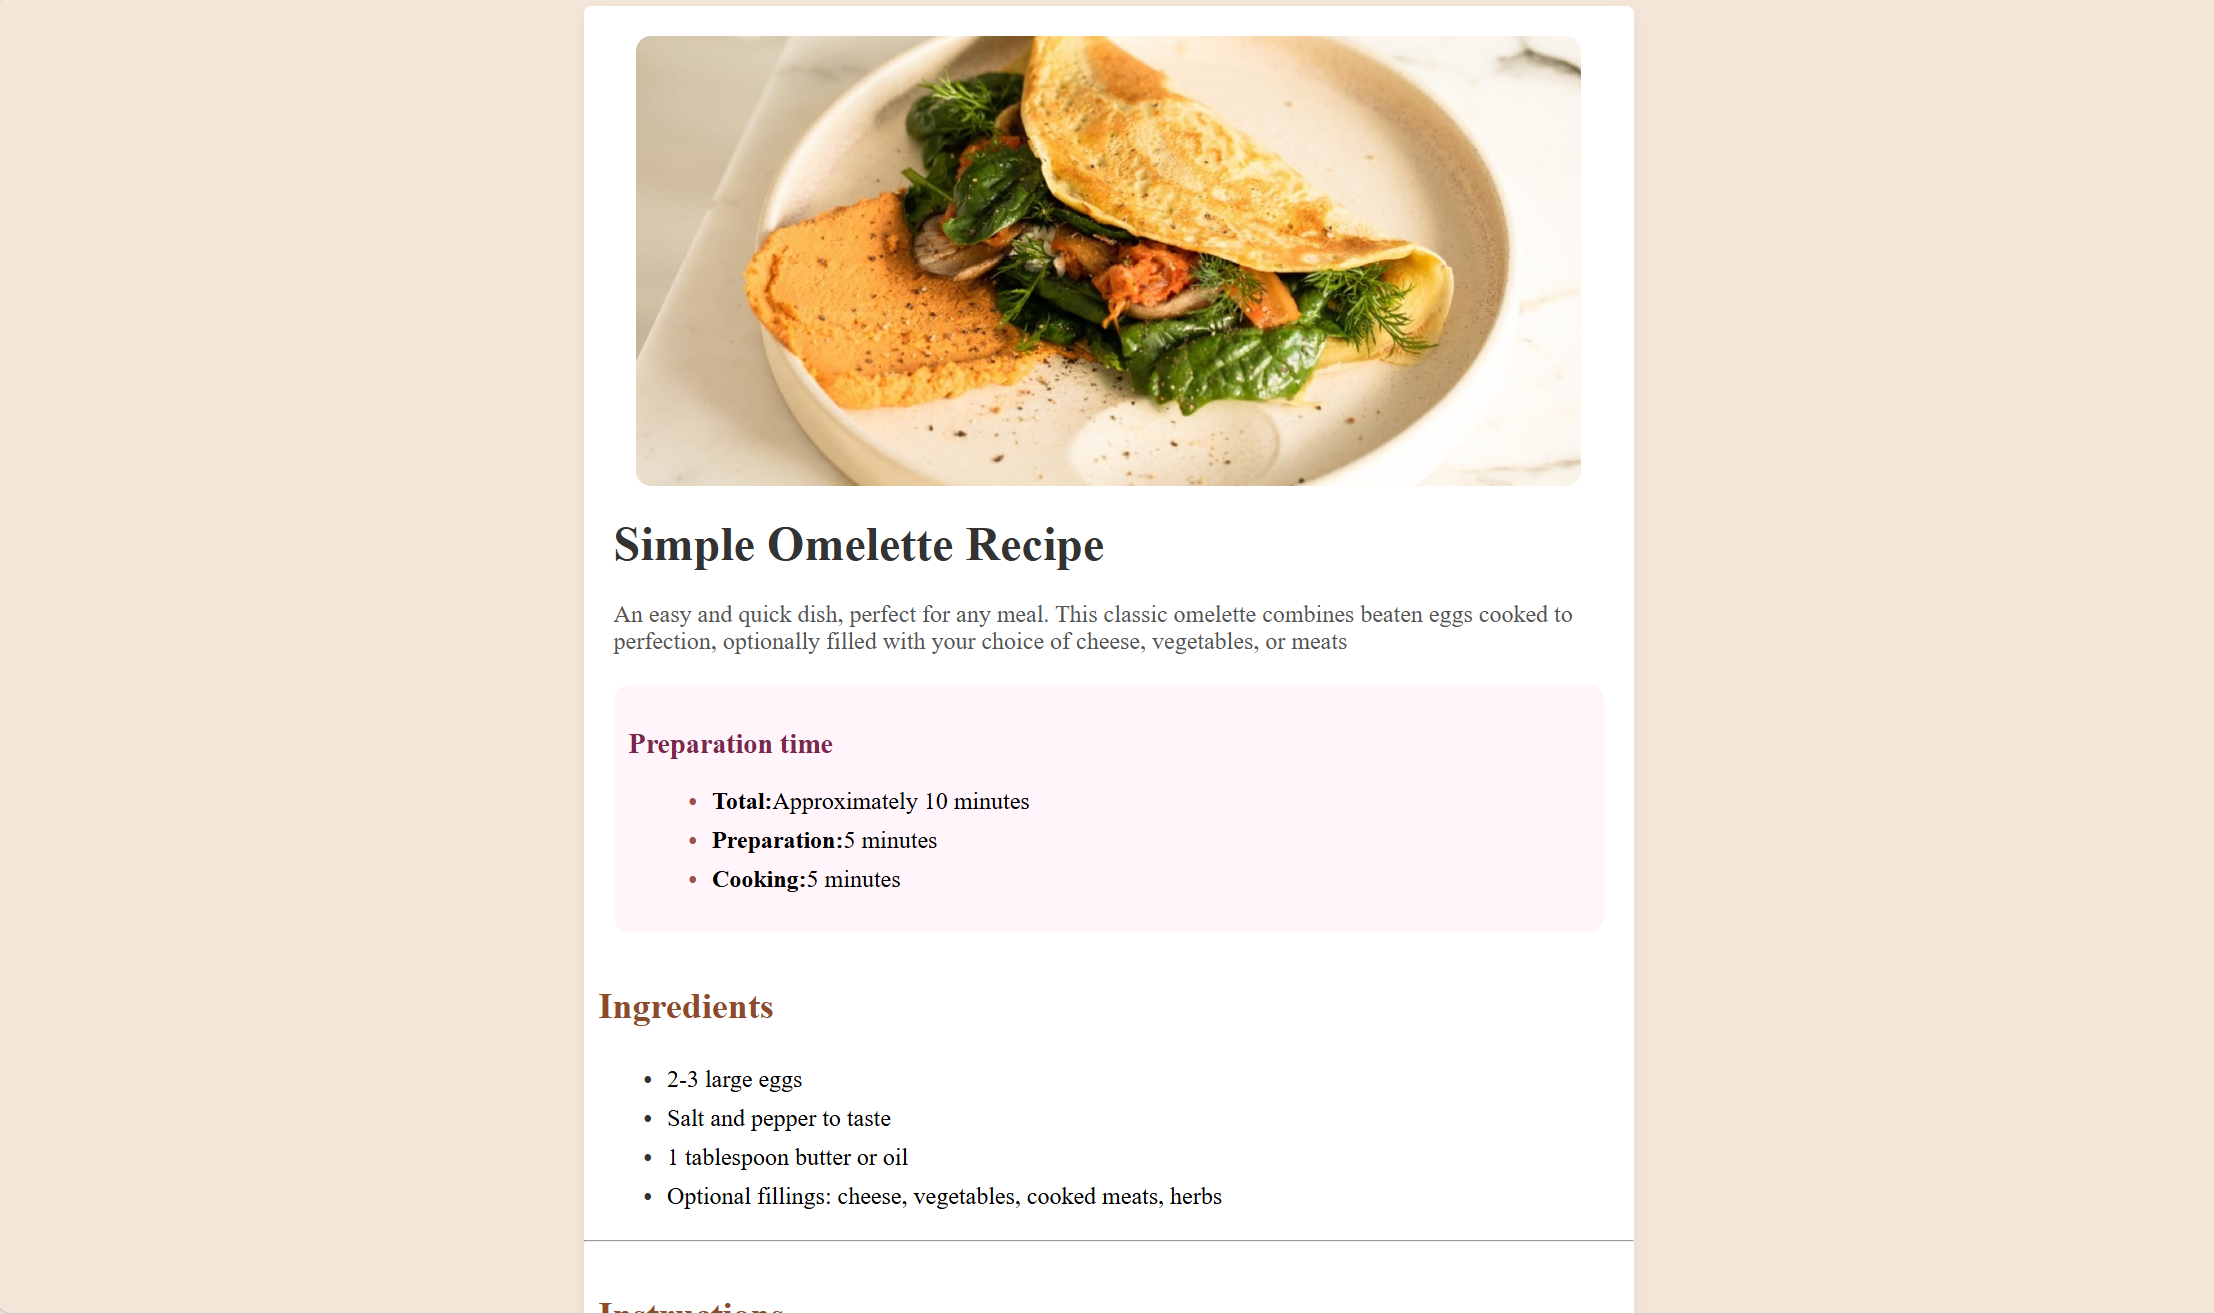 Simple Omelette Recipe
An easy and quick dish, perfect for any meal. This classic omelette combines beaten eggs cooked to
perfection, optionally filled with your choice of cheese, vegetables, or meats
Preparation time
• Total:Approximately 10 minutes
• Preparation:5 minutes
• Cooking:5 minutes
Ingredients
• 2-3 large eggs
• Salt and pepper to taste
• 1 tablespoon butter or oil
• Optional fillings: cheese, vegetables, cooked meats, herbs
Instructions